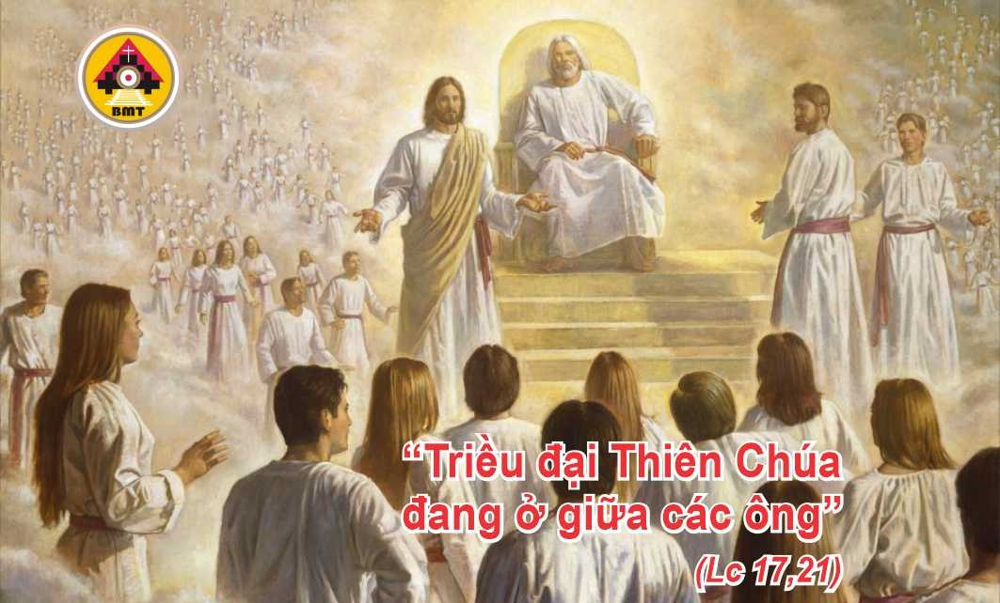 BMT
“Triều đại Thiên Chúa
đang ở giữa các ông”
(Lc 17,21)